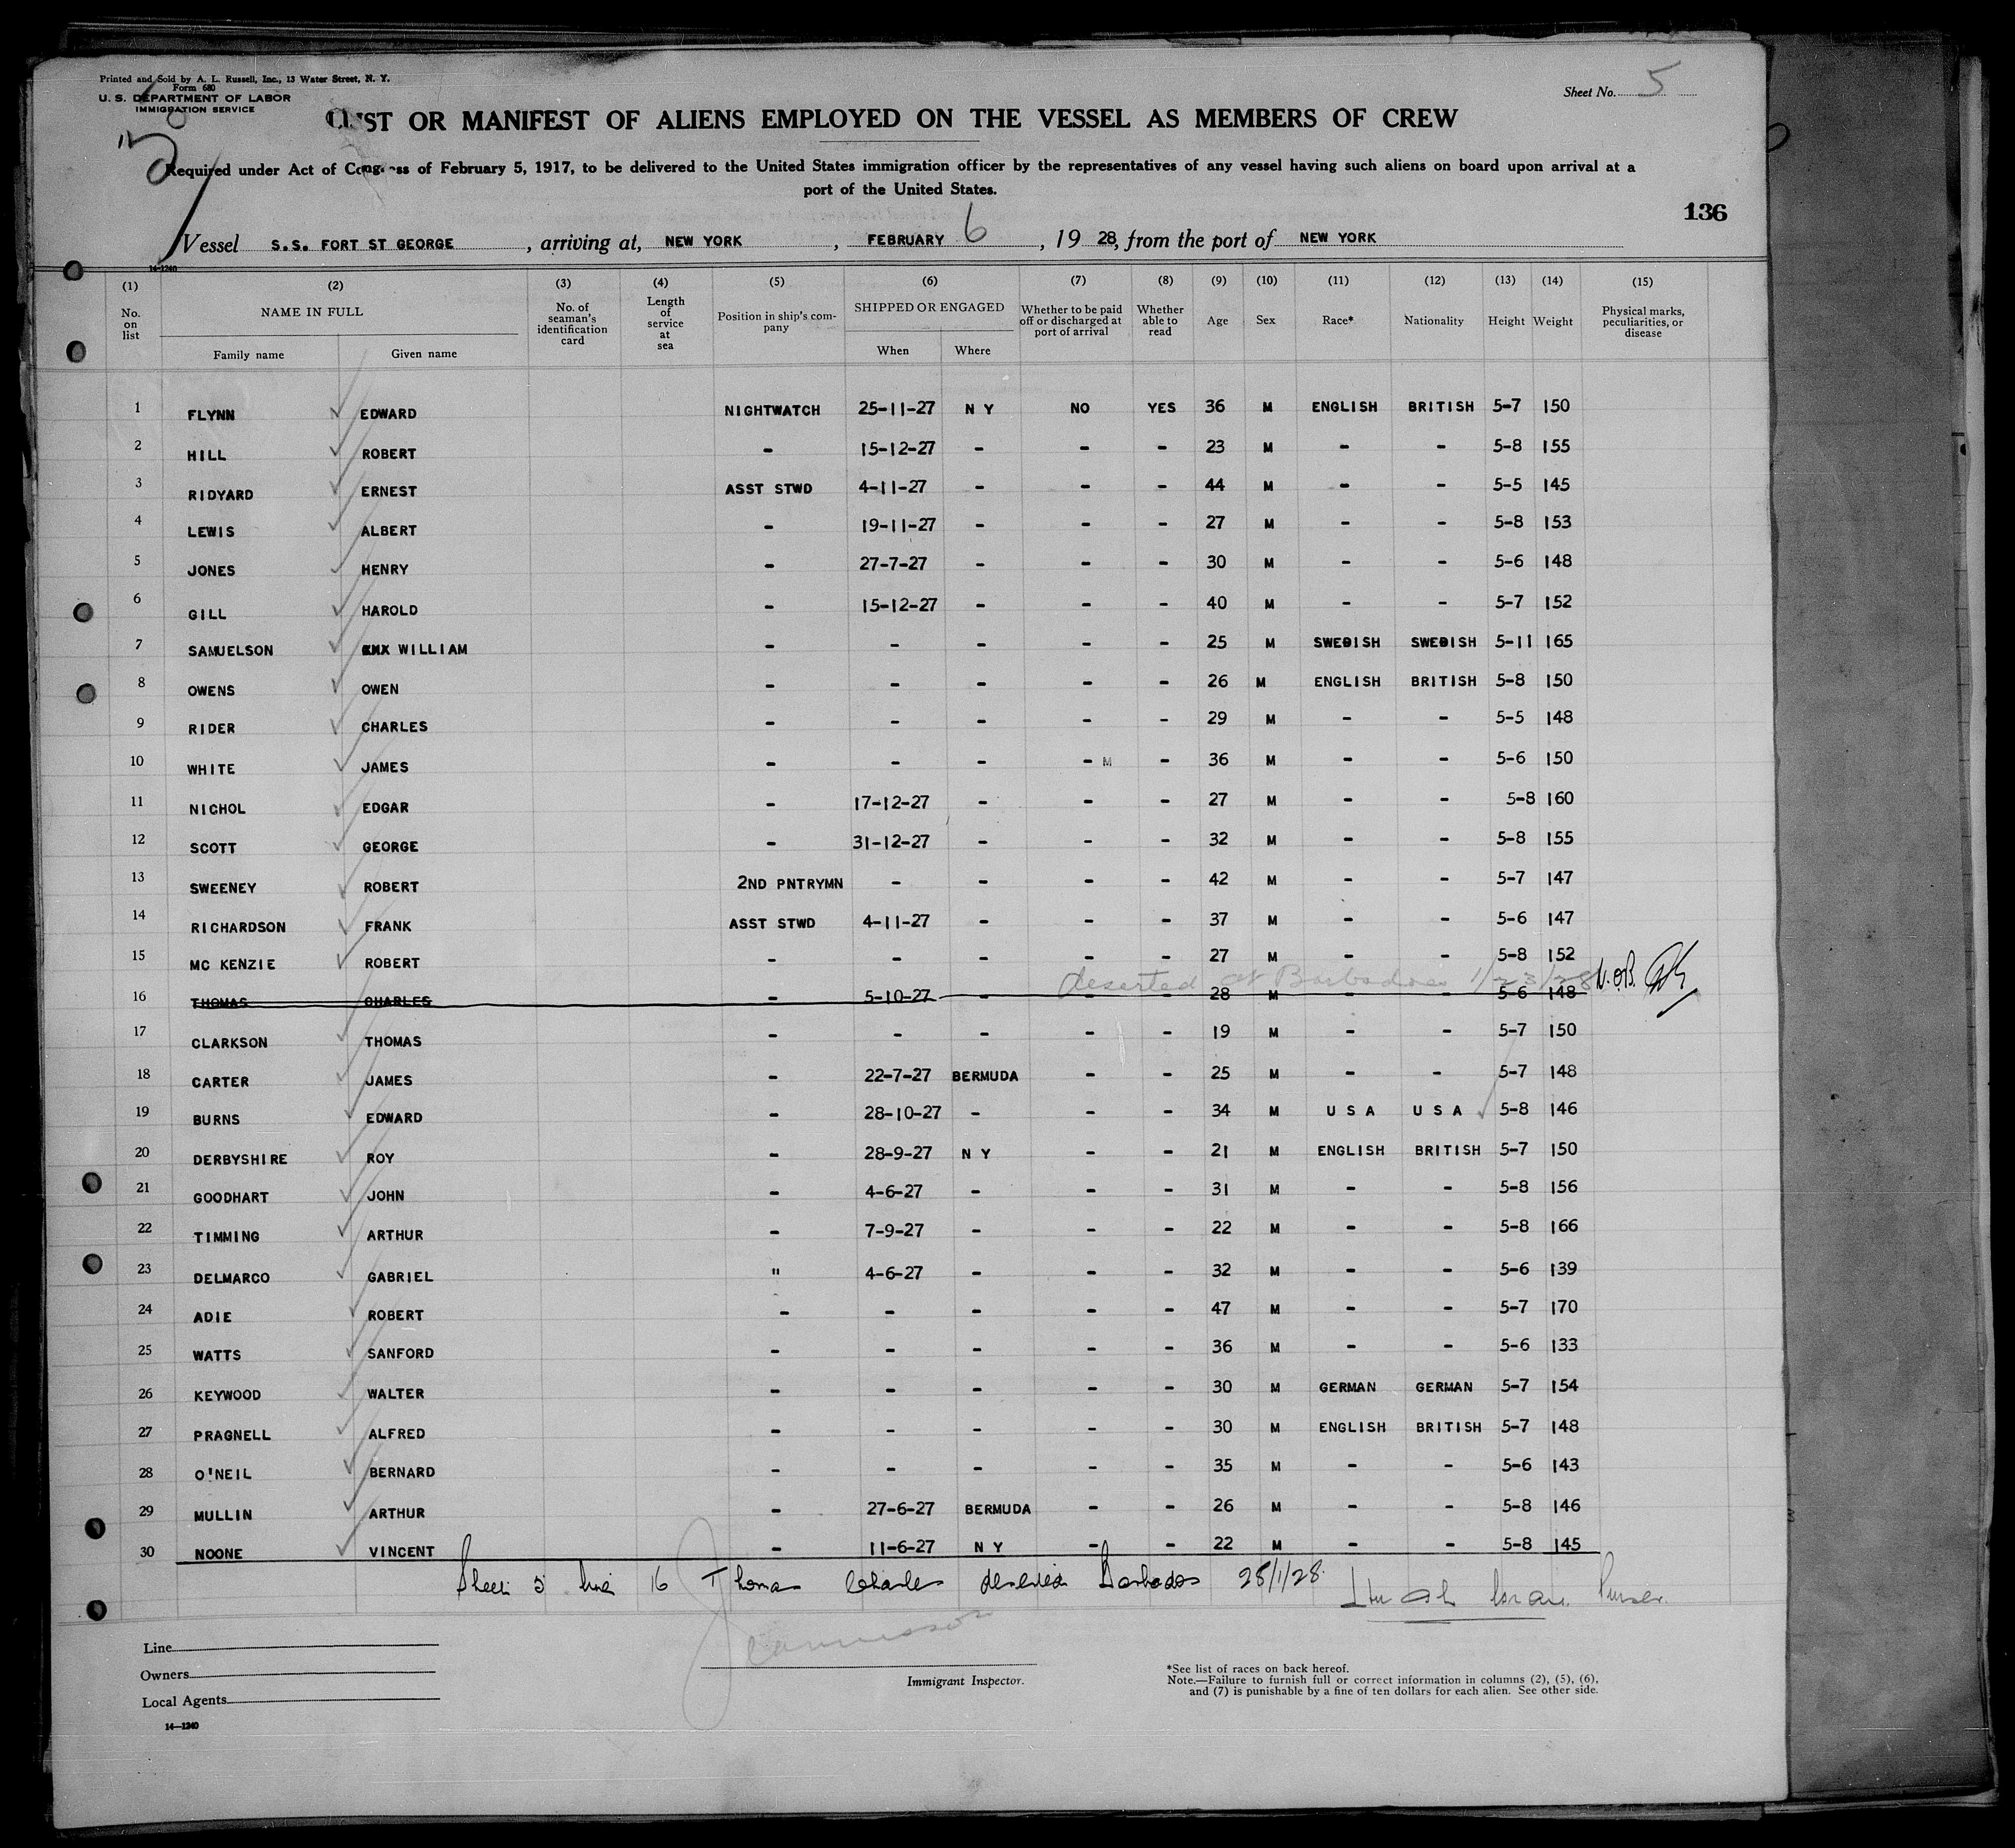 Printed and Sold by A. L. Russell, Inc., 13 Water Street, N. Y.
Form 680
U. S. DEPARTMENT OF LABOR
IMMIGRATION SERVICE
Sheet No. 5
LIST OR MANIFEST OF ALIENS EMPLOYED ON THE VESSEL AS MEMBERS OF CREW
Required under Act of Congress of February 5, 1917, to be delivered to the United States immigration officer by the representatives of any vessel having such aliens on board upon arrival at a
port of the United States.
136
Vessel S.S. FORT ST GEORGE, arriving at, NEW YORK, FEBRUARY 6, 1928, from the port of NEW YORK
14-1240
(1) (2) (3) (4) (5) (6) (7) (8) (9) (10) (11) (12) (13) (14) (15)
No. on list NAME IN FULL No. of seaman's identification card Length of service at sea Position in ship's company SHIPPED OR ENGAGED Whether to be paid off or discharged at port of arrival Whether able to read Age Sex Race* Nationality Height Weight Physical marks, peculiarities, or disease
Family name Given name When Where
1 FLYNN EDWARD NIGHTWATCH 25-11-27 N Y NO YES 36 M ENGLISH BRITISH 5-7 150
2 HILL ROBERT - 15-12-27 - - - 23 M - - 5-8 155
3 RIDYARD ERNEST ASST STWD 4-11-27 - - - 44 M - - 5-5 145
4 LEWIS ALBERT - 19-11-27 - - - 27 M - - 5-8 153
5 JONES HENRY - 27-7-27 - - - 30 M - - 5-6 148
6 GILL HAROLD - 15-12-27 - - - 40 M - - 5-7 152
7 SAMUELSON WILLIAM - - - - - 25 M SWEDISH SWEDISH 5-11 165
8 OWENS OWEN - - - - - 26 M ENGLISH BRITISH 5-8 150
9 RIDER CHARLES - - - - - 29 M - - 5-5 148
10 WHITE JAMES - - - - M - 36 M - - 5-6 150
11 NICHOL EDGAR - 17-12-27 - - - 27 M - - 5-8 160
12 SCOTT GEORGE - 31-12-27 - - - 32 M - - 5-8 155
13 SWEENEY ROBERT 2ND PNTRYMN - - - - 42 M - - 5-7 147
14 RICHARDSON FRANK ASST STWD 4-11-27 - - - 37 M - - 5-6 147
15 MC KENZIE ROBERT - - - - - 27 M - - 5-8 152
deserted at Barbados 1/23/28 N.O.B.
16 THOMAS CHARLES - 5-10-27 - - - 28 M - - 5-6 148
17 CLARKSON THOMAS - - - - - 19 M - - 5-7 150
18 CARTER JAMES - 22-7-27 BERMUDA - - 25 M - - 5-7 148
19 BURNS EDWARD - 28-10-27 - - - 34 M U S A U S A 5-8 146
20 DERBYSHIRE ROY - 28-9-27 N Y - - 21 M ENGLISH BRITISH 5-7 150
21 GOODHART JOHN - 4-6-27 - - - 31 M - - 5-8 156
22 TIMMING ARTHUR - 7-9-27 - - - 22 M - - 5-8 166
23 DELMARCO GABRIEL " 4-6-27 - - - 32 M - - 5-6 139
24 ADIE ROBERT - - - - - 47 M - - 5-7 170
25 WATTS SANFORD - - - - - 36 M - - 5-6 133
26 KEYWOOD WALTER - - - - - 30 M GERMAN GERMAN 5-7 154
27 PRAGNELL ALFRED - - - - - 30 M ENGLISH BRITISH 5-7 148
28 O'NEIL BERNARD - - - - - 35 M - - 5-6 143
29 MULLIN ARTHUR - 27-6-27 BERMUDA - - 26 M - - 5-8 146
30 NOONE VINCENT - 11-6-27 N Y - - 22 M - - 5-8 145
Sheet 5 line 16 Thomas Charles deserted Barbados 28/1/28. Purser.
Line
Owners
Local Agents
14—1240
Immigrant Inspector.
*See list of races on back hereof.
Note.—Failure to furnish full or correct information in columns (2), (5), (6),
and (7) is punishable by a fine of ten dollars for each alien. See other side.